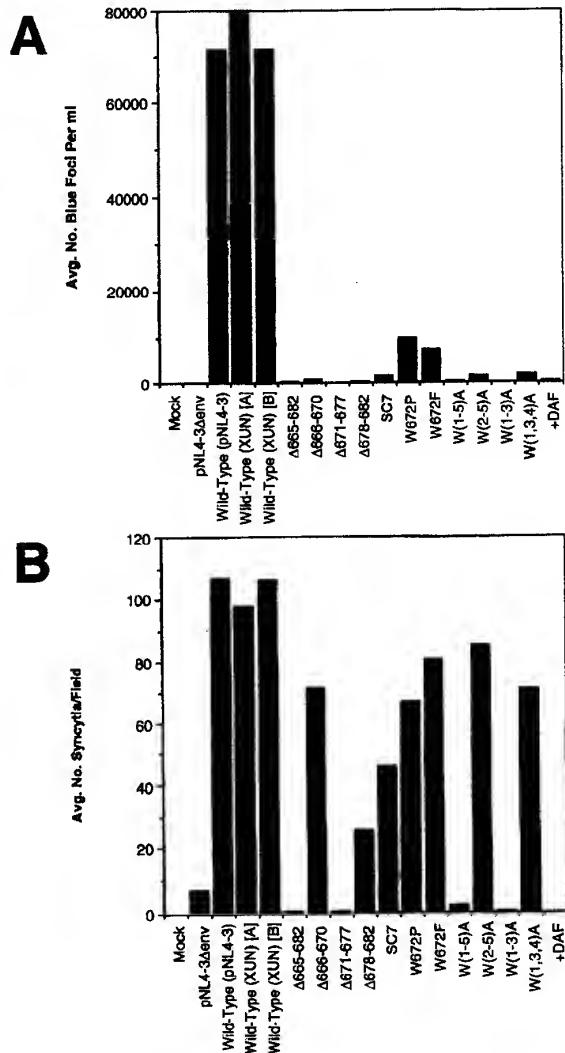 A
Avg. No. Blue Foci Per ml
80000
60000
40000
20000
0
Mock
pNL4-3Δenv
Wild-Type (pNL4-3)
Wild-Type (XUN) [A]
Wild-Type (XUN) [B]
Δ665-682
Δ666-670
Δ671-677
Δ678-682
SC7
W672P
W672F
W(1-5)A
W(2-5)A
W(1-3)A
W(1,3,4)A
+DAF
B
Avg. No. Syncytia/Field
120
100
80
60
40
20
0
Mock
pNL4-3Δenv
Wild-Type (pNL4-3)
Wild-Type (XUN) [A]
Wild-Type (XUN) [B]
Δ665-682
Δ666-670
Δ671-677
Δ678-682
SC7
W672P
W672F
W(1-5)A
W(2-5)A
W(1-3)A
W(1,3,4)A
+DAF